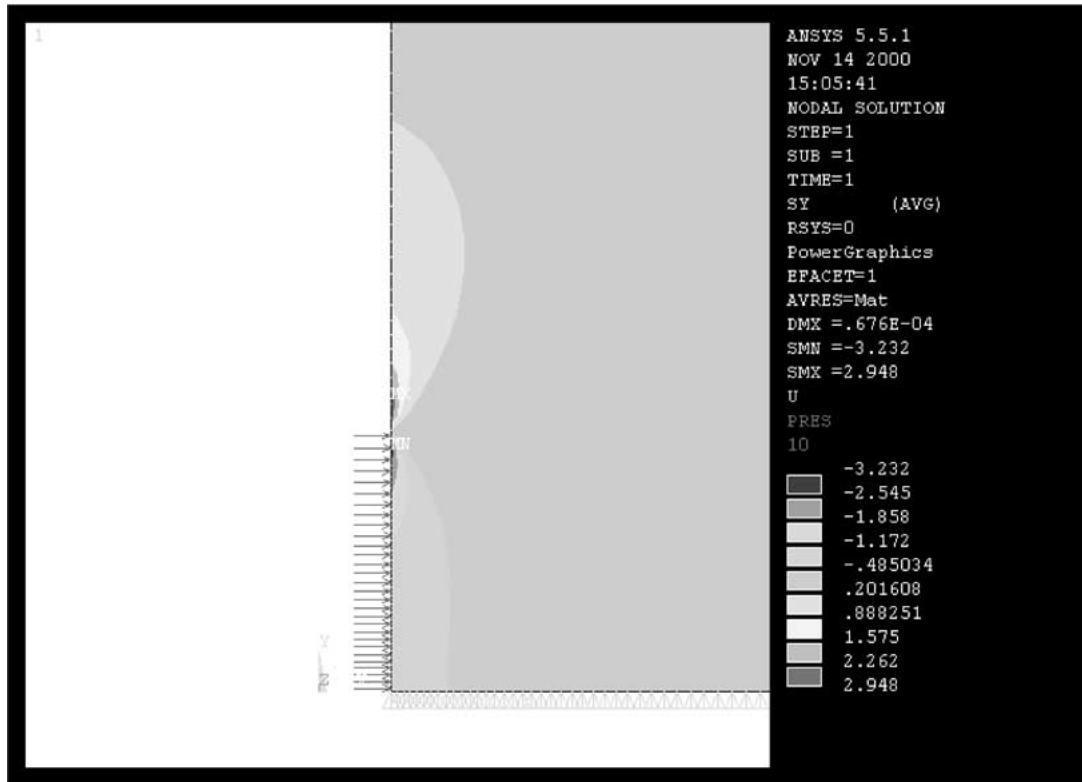 1
ANSYS 5.5.1
NOV 14 2000
15:05:41
NODAL SOLUTION
STEP=1
SUB =1
TIME=1
SY (AVG)
RSYS=0
PowerGraphics
EFACET=1
AVRES=Mat
DMX =.676E-04
SMN =-3.232
SMX =2.948
U
PRES
10
-3.232
-2.545
-1.858
-1.172
-.485034
.201608
.888251
1.575
2.262
2.948
MX
MN
Y